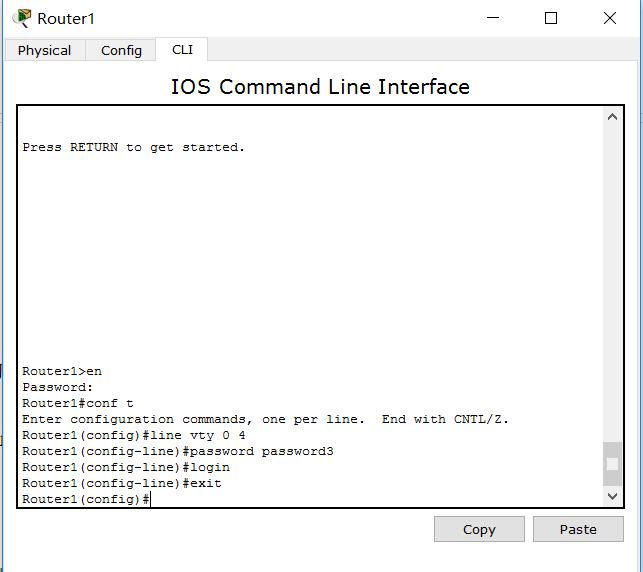 Router1
Physical Config CLI
IOS Command Line Interface
Press RETURN to get started.
Router1>en
Password:
Router1#conf t
Enter configuration commands, one per line.  End with CNTL/Z.
Router1(config)#line vty 0 4
Router1(config-line)#password password3
Router1(config-line)#login
Router1(config-line)#exit
Router1(config)#
Copy Paste